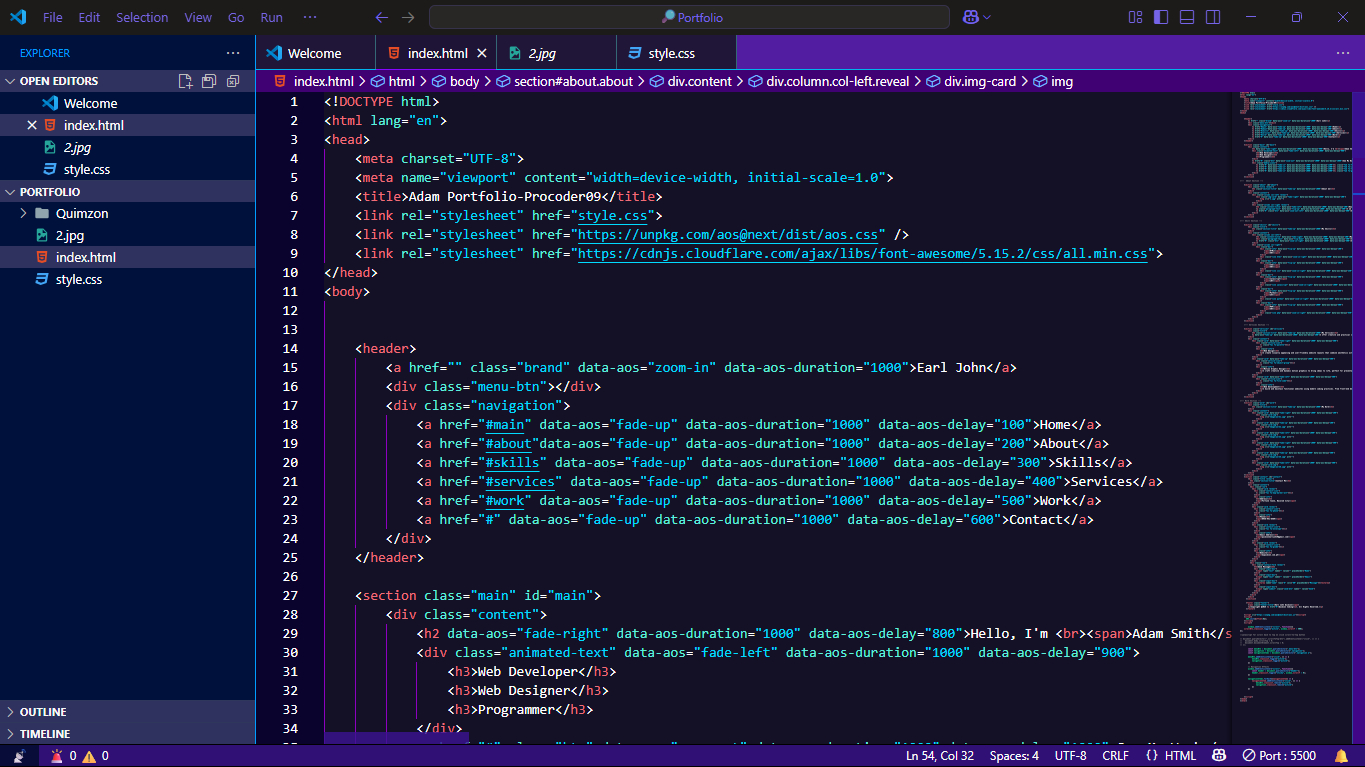 File Edit Selection View Go Run ···
Portfolio
EXPLORER
OPEN EDITORS
Welcome
index.html
2.jpg
style.css
PORTFOLIO
Quimzon
2.jpg
index.html
style.css
OUTLINE
TIMELINE
Welcome index.html 2.jpg style.css
index.html > html > body > section#about.about > div.content > div.column.col-left.reveal > div.img-card > img
1 <!DOCTYPE html>
2 <html lang="en">
3 <head>
4 <meta charset="UTF-8">
5 <meta name="viewport" content="width=device-width, initial-scale=1.0">
6 <title>Adam Portfolio-Procoder09</title>
7 <link rel="stylesheet" href="style.css">
8 <link rel="stylesheet" href="https://unpkg.com/aos@next/dist/aos.css" />
9 <link rel="stylesheet" href="https://cdnjs.cloudflare.com/ajax/libs/font-awesome/5.15.2/css/all.min.css">
10 </head>
11 <body>
12
13
14 <header>
15 <a href="" class="brand" data-aos="zoom-in" data-aos-duration="1000">Earl John</a>
16 <div class="menu-btn"></div>
17 <div class="navigation">
18 <a href="#main" data-aos="fade-up" data-aos-duration="1000" data-aos-delay="100">Home</a>
19 <a href="#about"data-aos="fade-up" data-aos-duration="1000" data-aos-delay="200">About</a>
20 <a href="#skills" data-aos="fade-up" data-aos-duration="1000" data-aos-delay="300">Skills</a>
21 <a href="#services" data-aos="fade-up" data-aos-duration="1000" data-aos-delay="400">Services</a>
22 <a href="#work" data-aos="fade-up" data-aos-duration="1000" data-aos-delay="500">Work</a>
23 <a href="#" data-aos="fade-up" data-aos-duration="1000" data-aos-delay="600">Contact</a>
24 </div>
25 </header>
26
27 <section class="main" id="main">
28 <div class="content">
29 <h2 data-aos="fade-right" data-aos-duration="1000" data-aos-delay="800">Hello, I'm <br><span>Adam Smith</s
30 <div class="animated-text" data-aos="fade-left" data-aos-duration="1000" data-aos-delay="900">
31 <h3>Web Developer</h3>
32 <h3>Web Designer</h3>
33 <h3>Programmer</h3>
34 </div>
0 0 Ln 54, Col 32 Spaces: 4 UTF-8 CRLF {} HTML Port : 5500